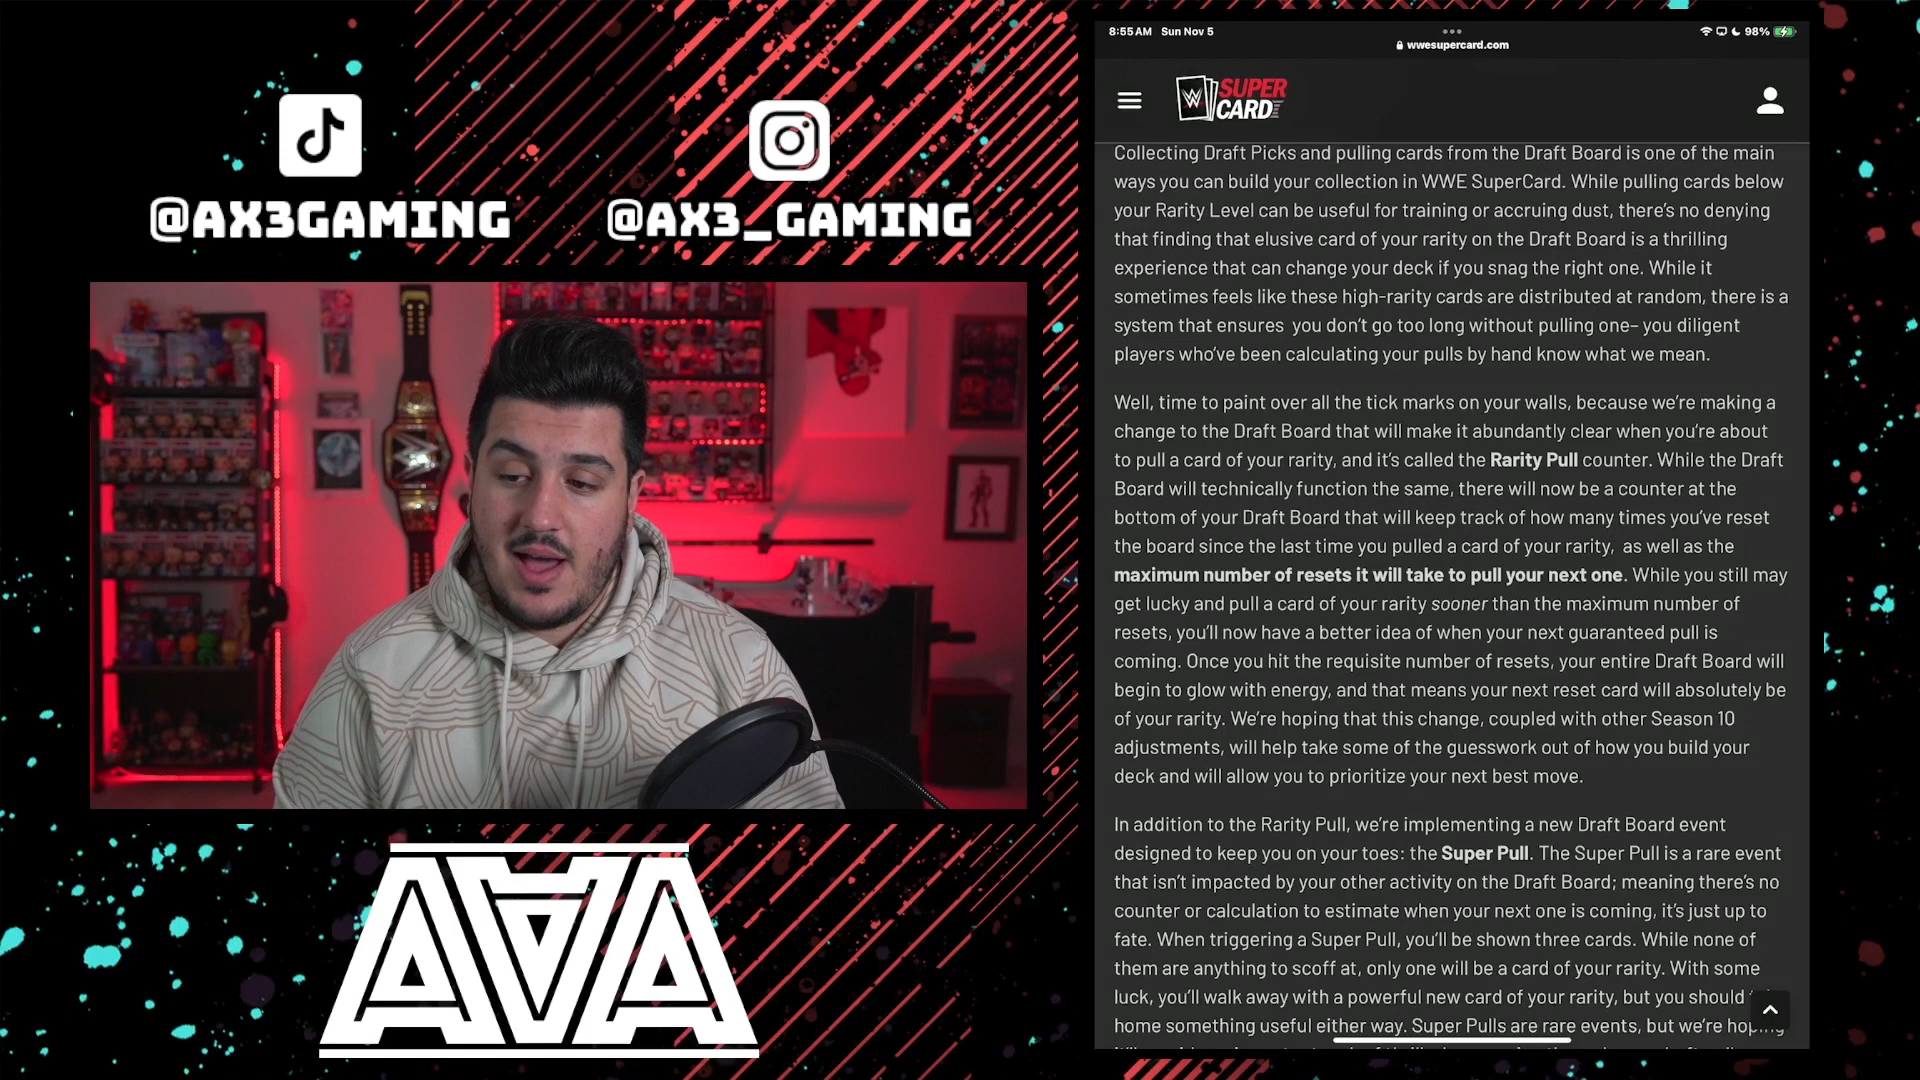 @AX3GAMING
@AX3_GAMING
8:55 AM Sun Nov 5
98%
wwesupercard.com
W SUPER
CARD
Collecting Draft Picks and pulling cards from the Draft Board is one of the main
ways you can build your collection in WWE SuperCard. While pulling cards below
your Rarity Level can be useful for training or accruing dust, there's no denying
that finding that elusive card of your rarity on the Draft Board is a thrilling
experience that can change your deck if you snag the right one. While it
sometimes feels like these high-rarity cards are distributed at random, there is a
system that ensures you don't go too long without pulling one– you diligent
players who've been calculating your pulls by hand know what we mean.
Well, time to paint over all the tick marks on your walls, because we're making a
change to the Draft Board that will make it abundantly clear when you're about
to pull a card of your rarity, and it's called the Rarity Pull counter. While the Draft
Board will technically function the same, there will now be a counter at the
bottom of your Draft Board that will keep track of how many times you've reset
the board since the last time you pulled a card of your rarity, as well as the
maximum number of resets it will take to pull your next one. While you still may
get lucky and pull a card of your rarity sooner than the maximum number of
resets, you'll now have a better idea of when your next guaranteed pull is
coming. Once you hit the requisite number of resets, your entire Draft Board will
begin to glow with energy, and that means your next reset card will absolutely be
of your rarity. We're hoping that this change, coupled with other Season 10
adjustments, will help take some of the guesswork out of how you build your
deck and will allow you to prioritize your next best move.
In addition to the Rarity Pull, we're implementing a new Draft Board event
designed to keep you on your toes: the Super Pull. The Super Pull is a rare event
that isn't impacted by your other activity on the Draft Board; meaning there's no
counter or calculation to estimate when your next one is coming, it's just up to
fate. When triggering a Super Pull, you'll be shown three cards. While none of
them are anything to scoff at, only one will be a card of your rarity. With some
luck, you'll walk away with a powerful new card of your rarity, but you should
home something useful either way. Super Pulls are rare events, but we're hoping